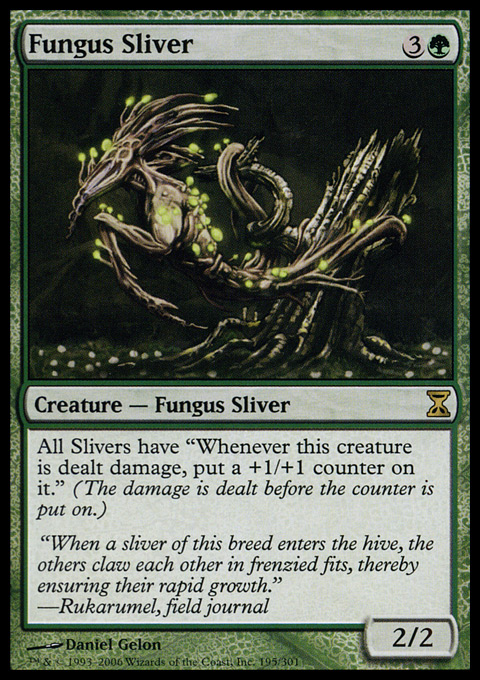 Fungus Sliver 3
Creature — Fungus Sliver
All Slivers have “Whenever this creature
is dealt damage, put a +1/+1 counter on
it.” (The damage is dealt before the counter is
put on.)
“When a sliver of this breed enters the hive, the
others claw each other in frenzied fits, thereby
ensuring their rapid growth.”
—Rukarumel, field journal
2/2
Daniel Gelon
™ & © 1993–2006 Wizards of the Coast, Inc. 195/301